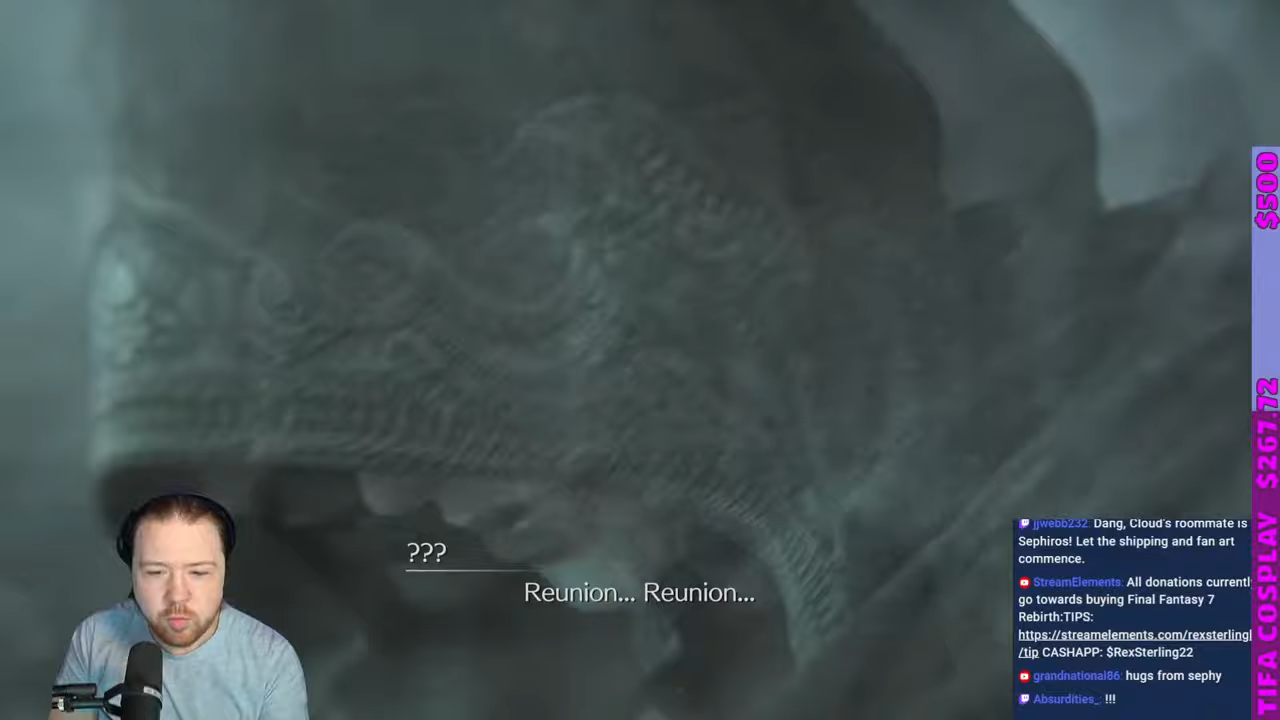 ???
Reunion... Reunion...
jjwebb232: Dang, Cloud's roommate is
Sephiros! Let the shipping and fan art
commence.
StreamElements: All donations currentl
go towards buying Final Fantasy 7
Rebirth:TIPS:
https://streamelements.com/rexsterling
/tip CASHAPP: $RexSterling22
grandnational86: hugs from sephy
Absurdities_: !!!
TIFA COSPLAY $267.72 $500